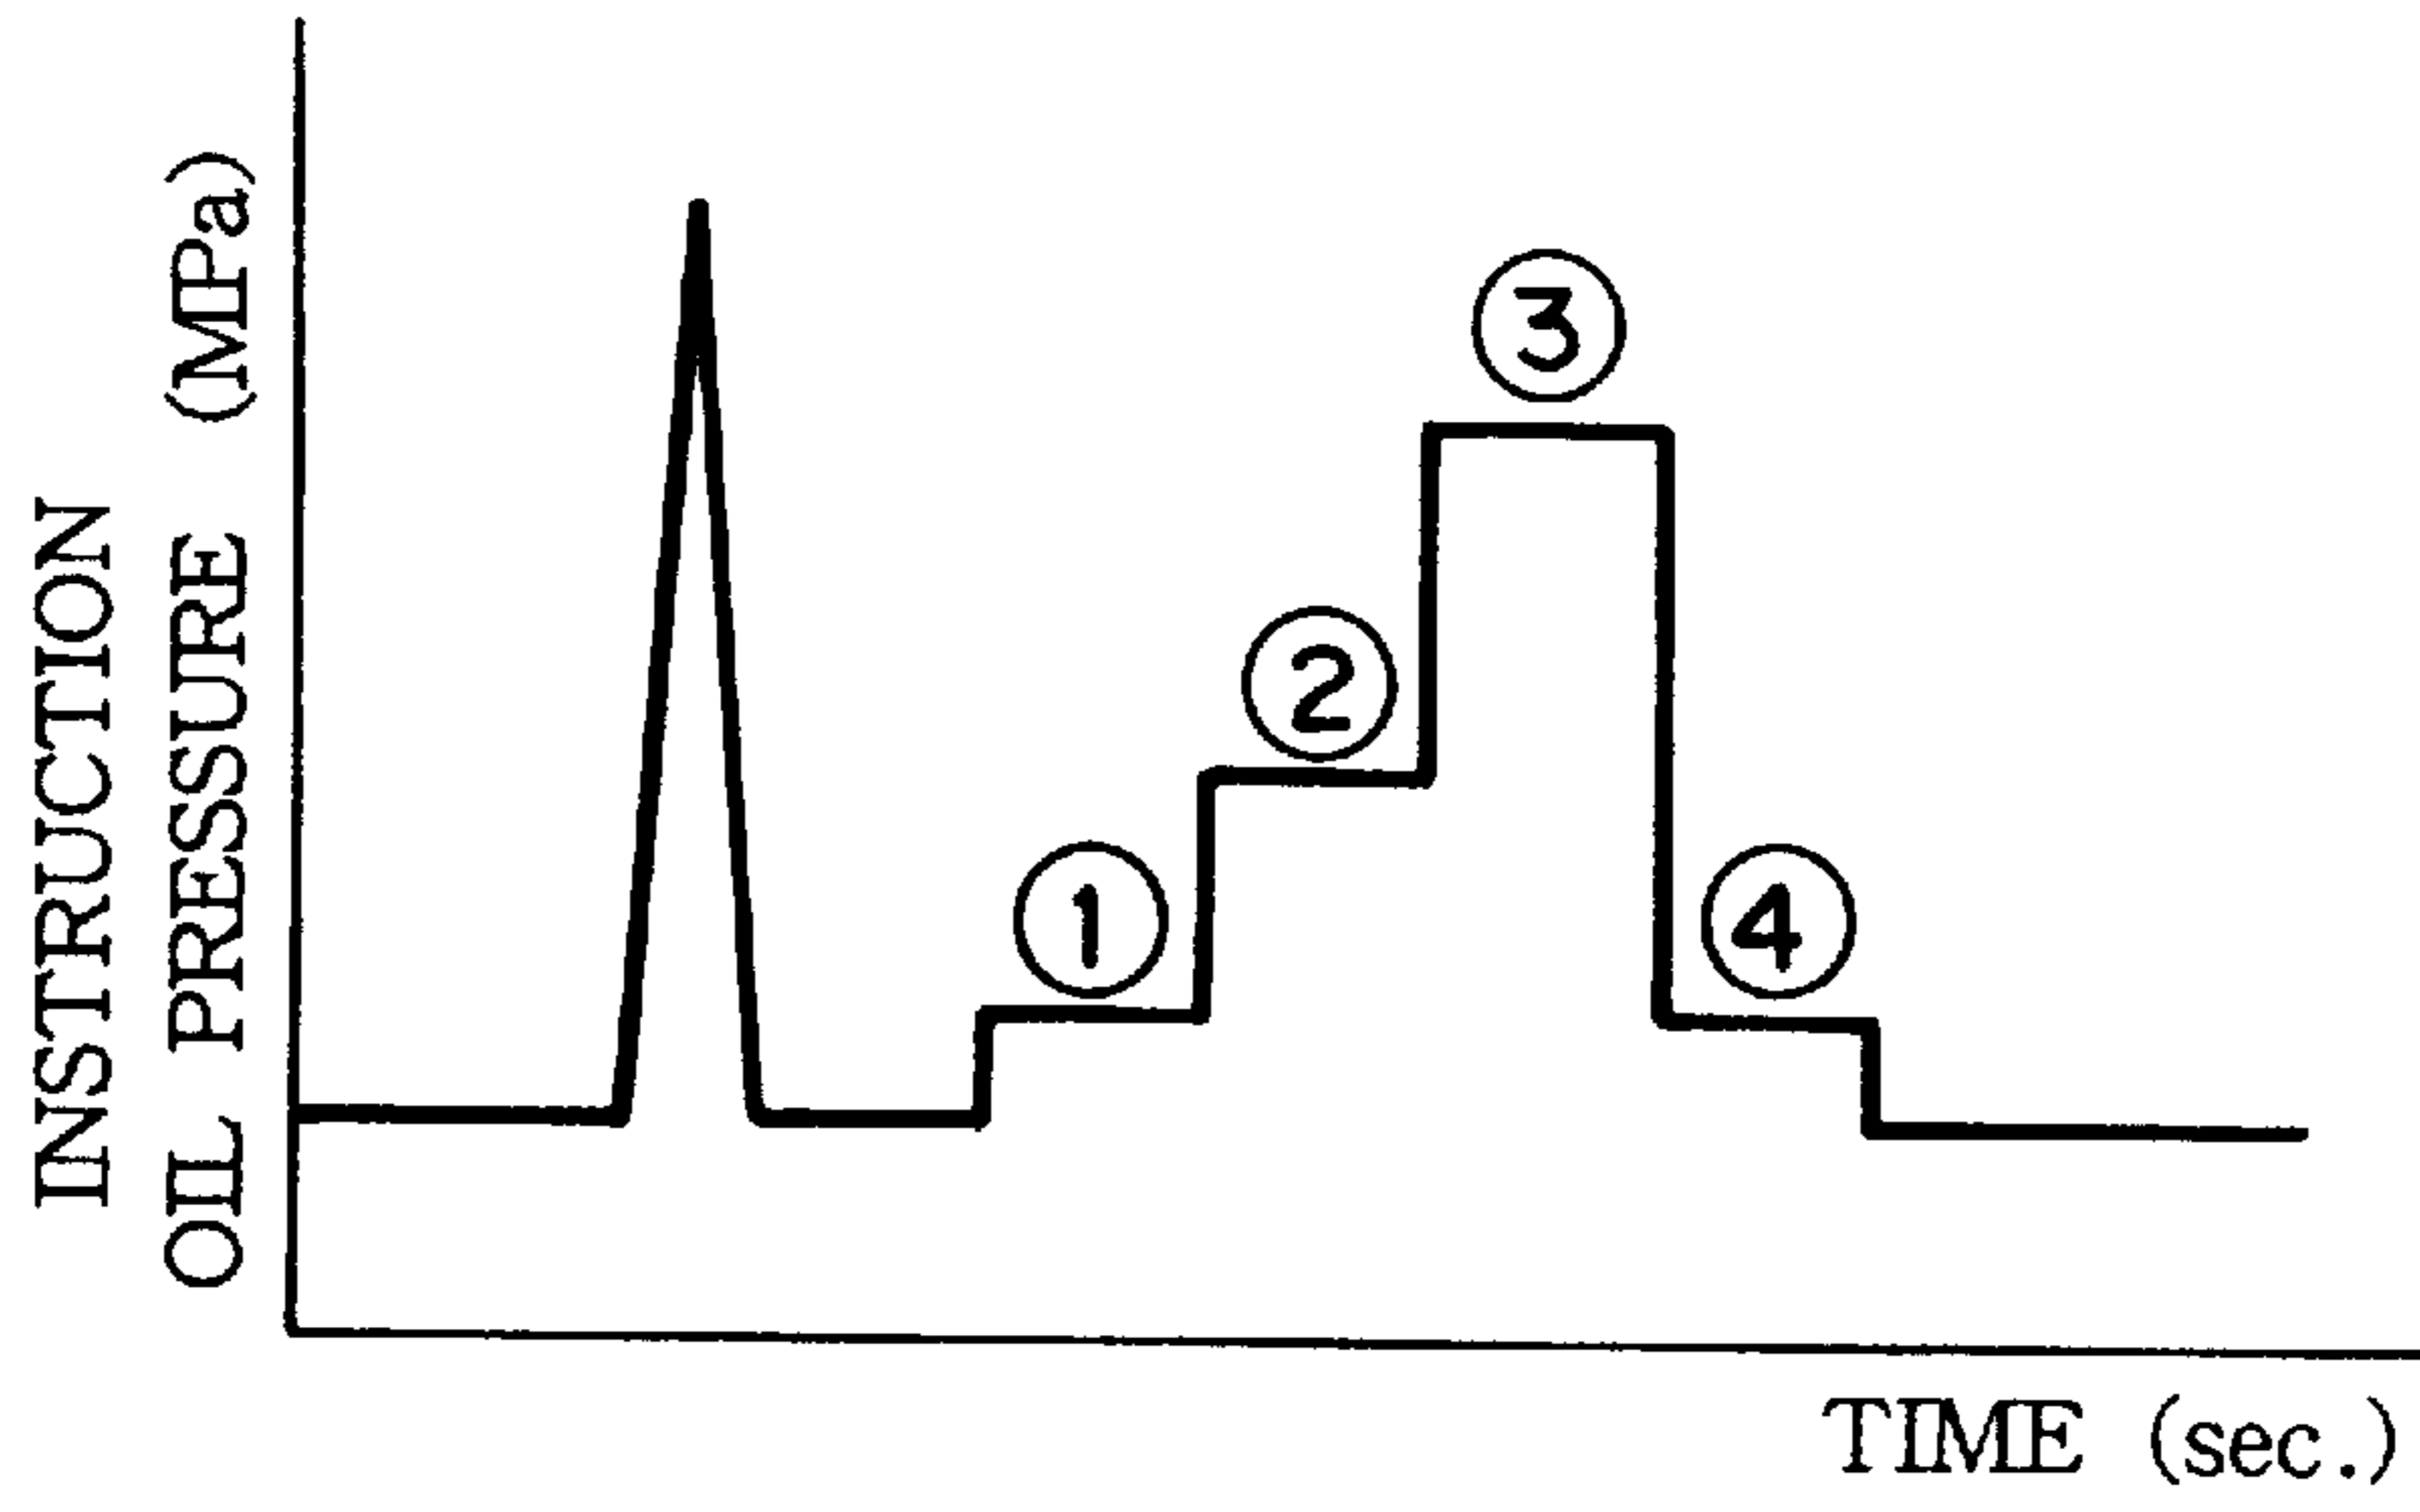 INSTRUCTION
OIL PRESSURE (MPa)
③
②
①
④
TIME (sec.)